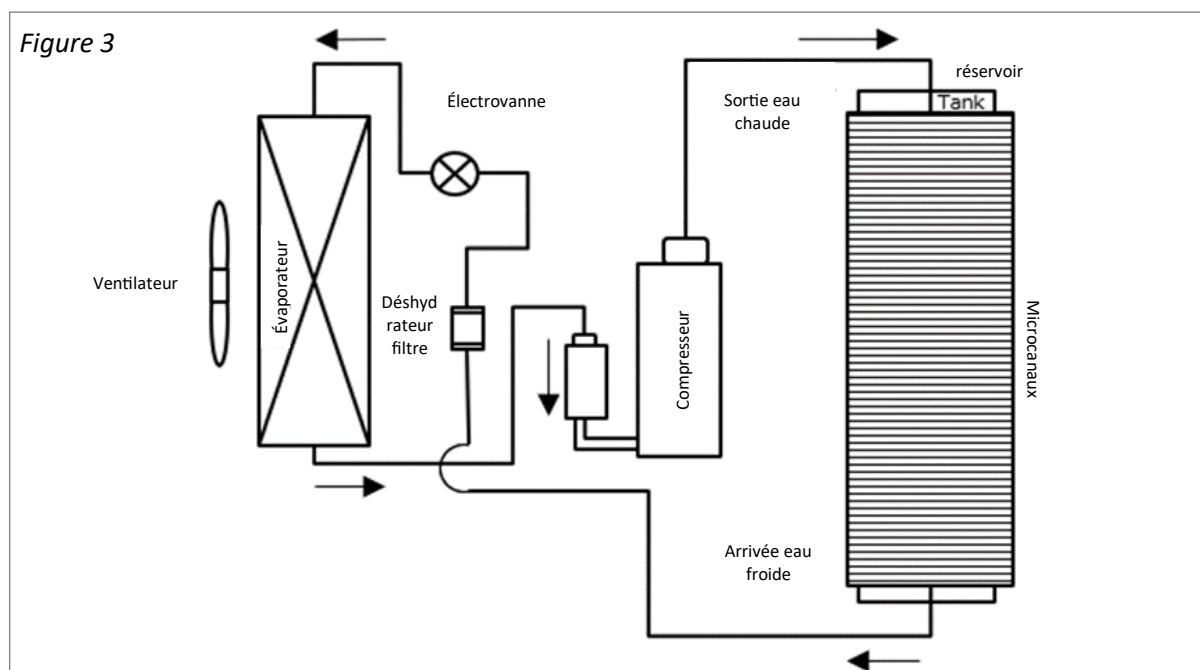 Figure 3
Électrovanne
Sortie eau
chaude
réservoir
Tank
Ventilateur
Évaporateur
Déshyd
rateur
filtre
Compresseur
Microcanaux
Arrivée eau
froide